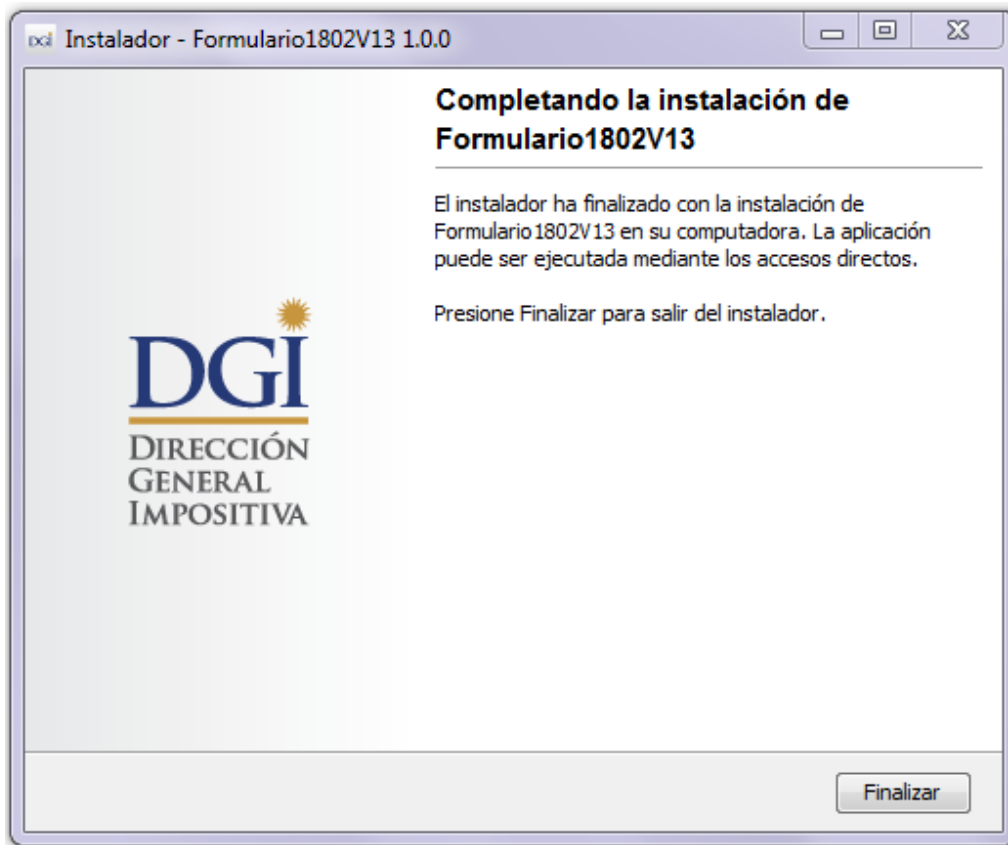 DGI Instalador - Formulario1802V13 1.0.0
Completando la instalación de
Formulario1802V13
El instalador ha finalizado con la instalación de
Formulario1802V13 en su computadora. La aplicación
puede ser ejecutada mediante los accesos directos.
Presione Finalizar para salir del instalador.
DGI
DIRECCIÓN
GENERAL
IMPOSITIVA
Finalizar